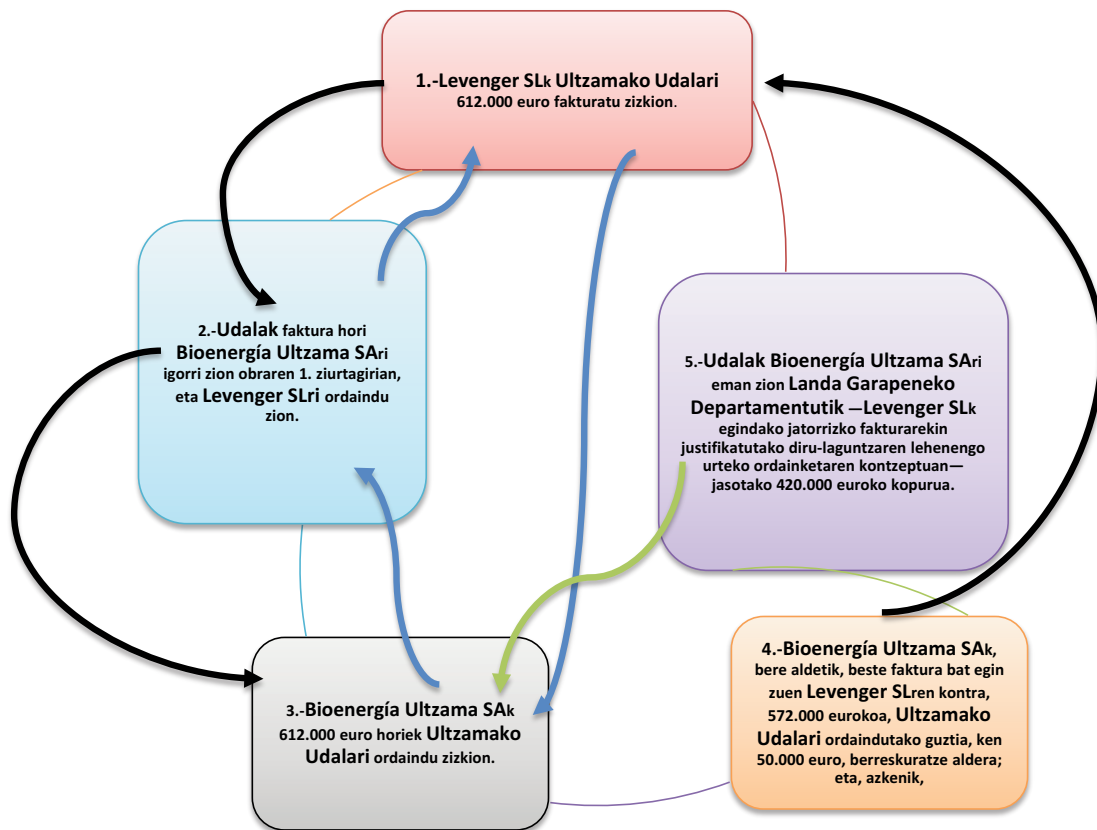 1.-Levenger SLk Ultzamako Udalari
612.000 euro fakturatu zizkion.
2.-Udalak faktura hori
Bioenergía Ultzama SAri
igorri zion obraren 1. ziurtagirian,
eta Levenger SLri ordaindu
zion.
3.-Bioenergía Ultzama SAk
612.000 euro horiek Ultzamako
Udalari ordaindu zizkion.
4.-Bioenergía Ultzama SAk,
bere aldetik, beste faktura bat egin
zuen Levenger SLren kontra,
572.000 eurokoa, Ultzamako
Udalari ordaindutako guztia, ken
50.000 euro, berreskuratze aldera;
eta, azkenik,
5.-Udalak Bioenergía Ultzama SAri
eman zion Landa Garapeneko
Departamentutik —Levenger SLk
egindako jatorrizko fakturarekin
justifikatutako diru-laguntzaren lehenengo
urteko ordainketaren kontzeptuan—
jasotako 420.000 euroko kopurua.